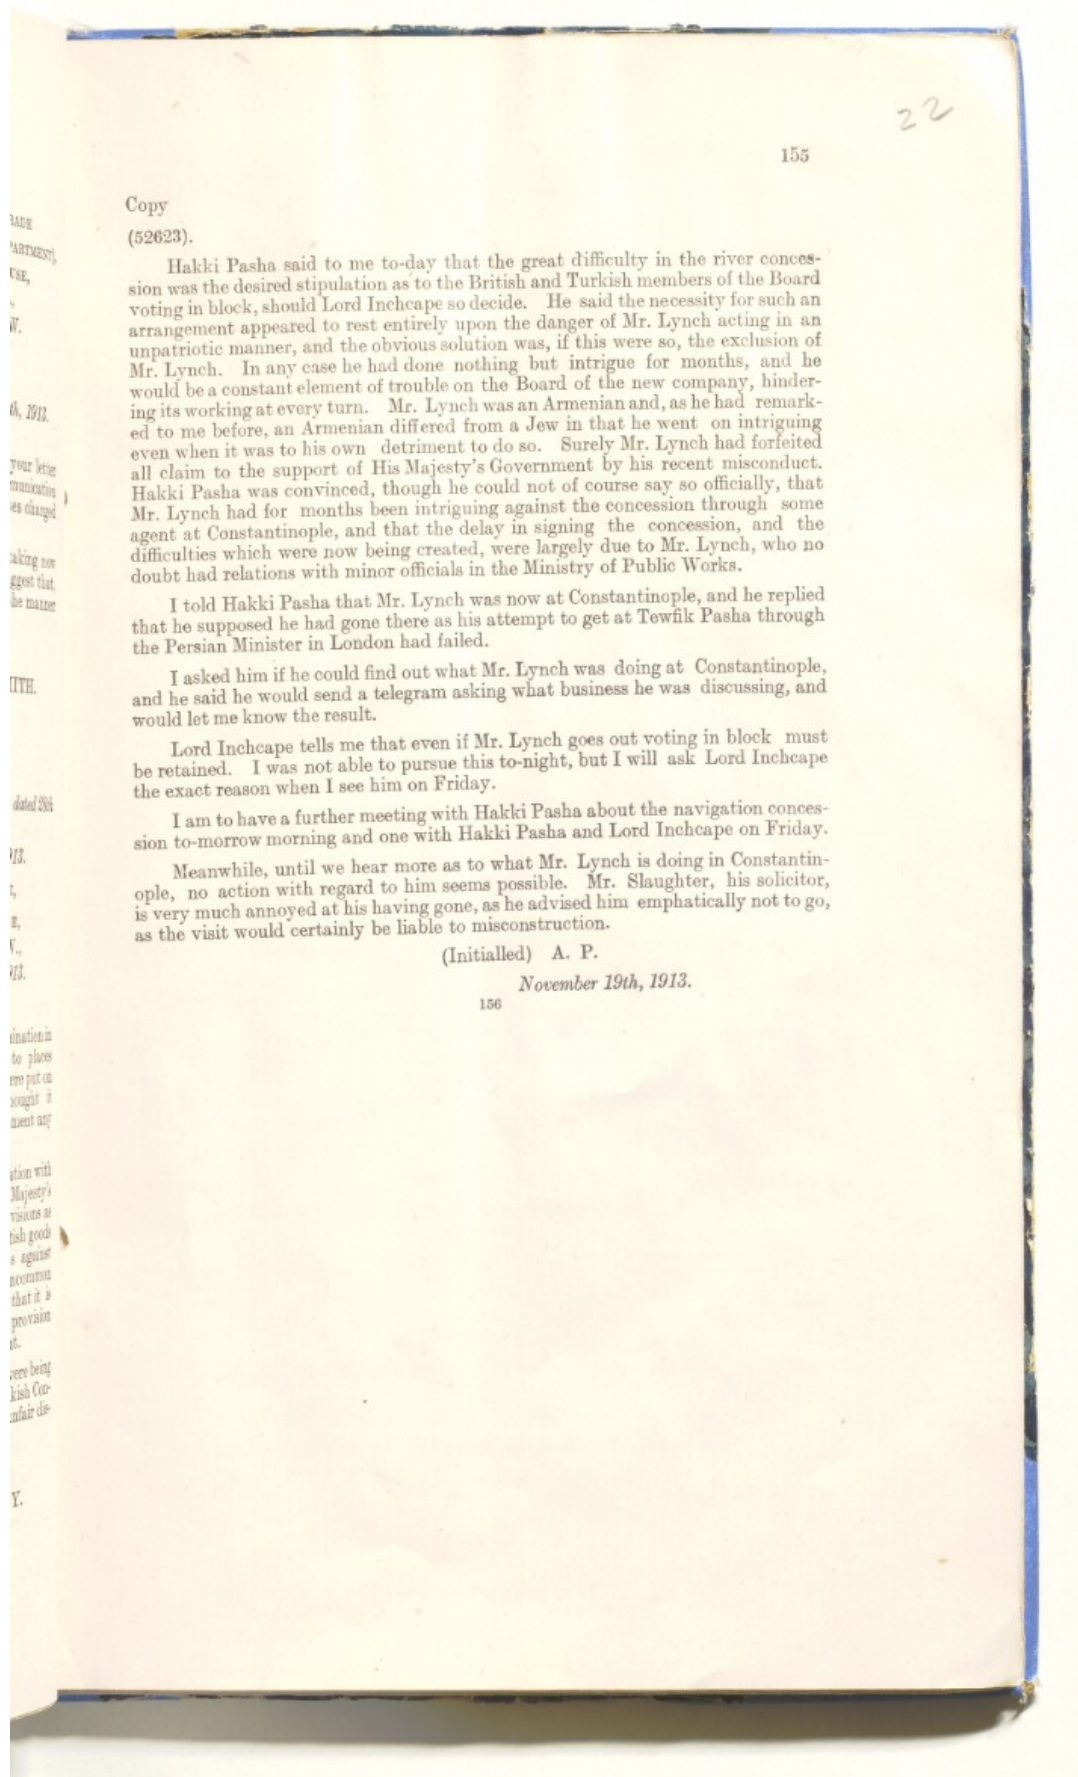 22
155
Copy
(52623).
Hakki Pasha said to me to-day that the great difficulty in the river conces-
sion was the desired stipulation as to the British and Turkish members of the Board
voting in block, should Lord Inchcape so decide. He said the necessity for such an
arrangement appeared to rest entirely upon the danger of Mr. Lynch acting in an
unpatriotic manner, and the obvious solution was, if this were so, the exclusion of
Mr. Lynch. In any case he had done nothing but intrigue for months, and he
would be a constant element of trouble on the Board of the new company, hinder-
ing its working at every turn. Mr. Lynch was an Armenian and, as he had remark-
ed to me before, an Armenian differed from a Jew in that he went on intriguing
even when it was to his own detriment to do so. Surely Mr. Lynch had forfeited
all claim to the support of His Majesty's Government by his recent misconduct.
Hakki Pasha was convinced, though he could not of course say so officially, that
Mr. Lynch had for months been intriguing against the concession through some
agent at Constantinople, and that the delay in signing the concession, and the
difficulties which were now being created, were largely due to Mr. Lynch, who no
doubt had relations with minor officials in the Ministry of Public Works.
I told Hakki Pasha that Mr. Lynch was now at Constantinople, and he replied
that he supposed he had gone there as his attempt to get at Tewfik Pasha through
the Persian Minister in London had failed.
I asked him if he could find out what Mr. Lynch was doing at Constantinople,
and he said he would send a telegram asking what business he was discussing, and
would let me know the result.
Lord Inchcape tells me that even if Mr. Lynch goes out voting in block must
be retained. I was not able to pursue this to-night, but I will ask Lord Inchcape
the exact reason when I see him on Friday.
I am to have a further meeting with Hakki Pasha about the navigation conces-
sion to-morrow morning and one with Hakki Pasha and Lord Inchcape on Friday.
Meanwhile, until we hear more as to what Mr. Lynch is doing in Constantin-
ople, no action with regard to him seems possible. Mr. Slaughter, his solicitor,
is very much annoyed at his having gone, as he advised him emphatically not to go,
as the visit would certainly be liable to misconstruction.
(Initialled) A. P.
November 19th, 1913.
156